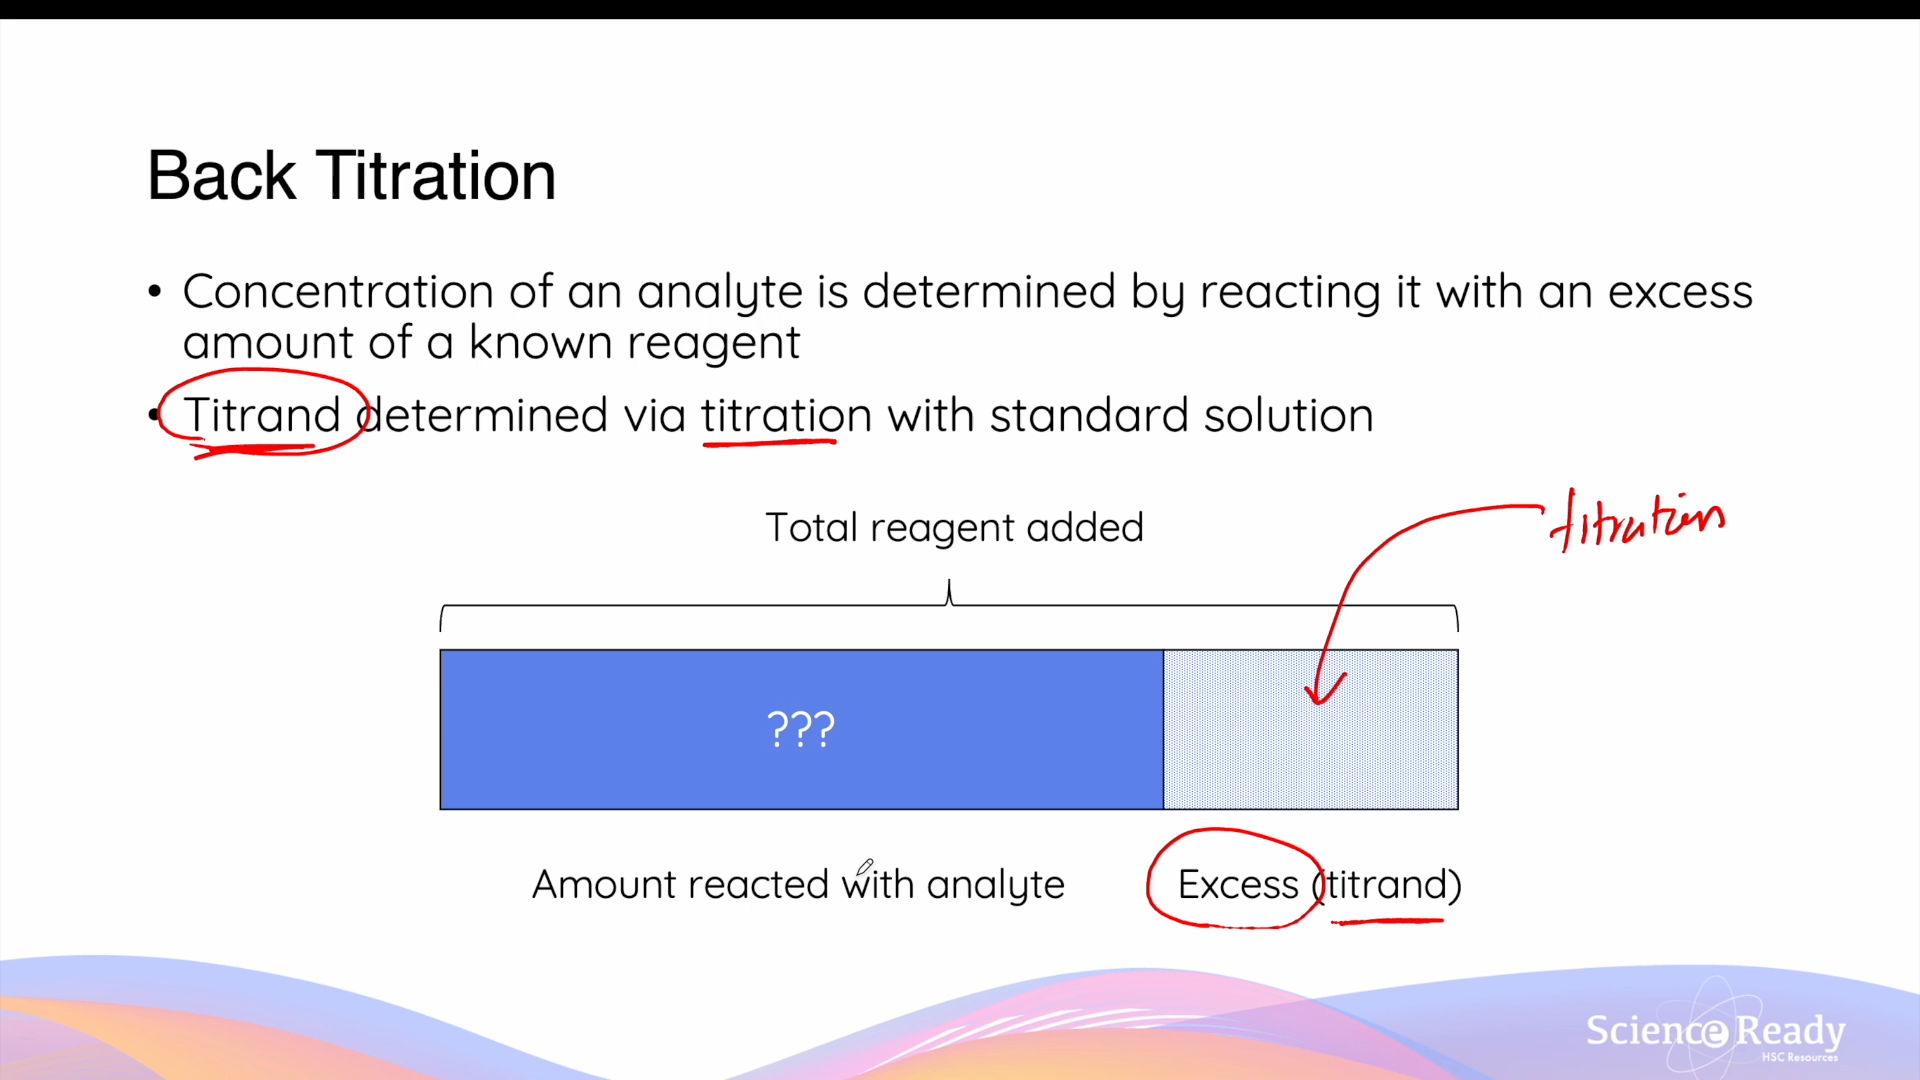 Back Titration
• Concentration of an analyte is determined by reacting it with an excess
amount of a known reagent
• Titrand determined via titration with standard solution
Total reagent added
titration
???
Amount reacted with analyte
Excess (titrand)
Science Ready
HSC Resources